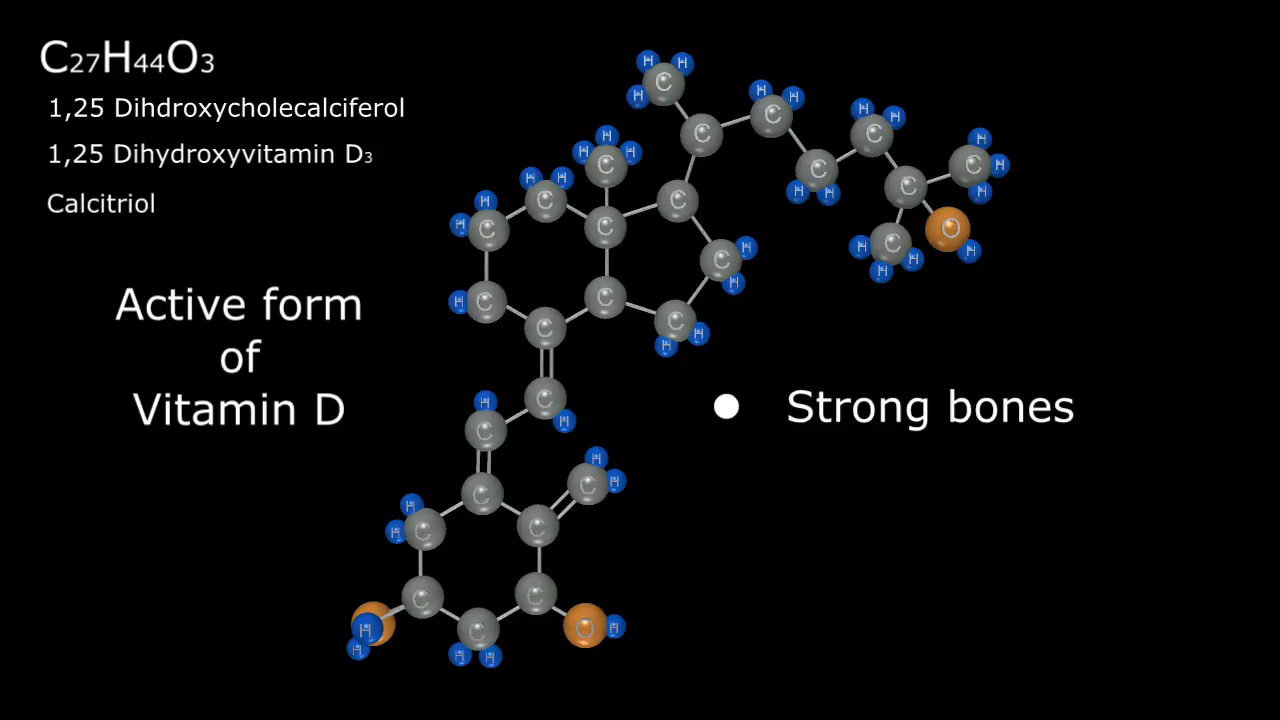 C27H44O3
1,25 Dihdroxycholecalciferol
1,25 Dihydroxyvitamin D3
Calcitriol
Active form
of
Vitamin D
Strong bones